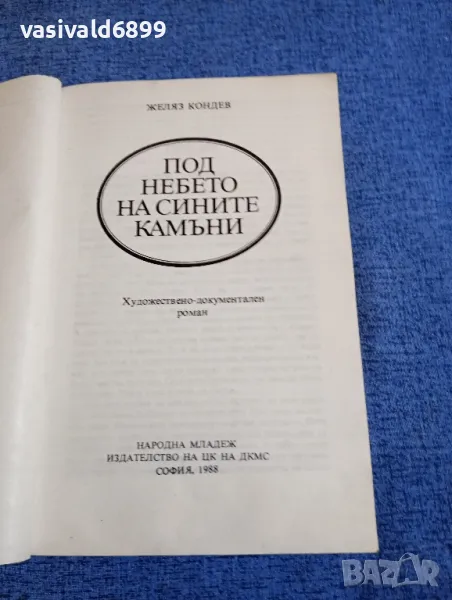 vasivald6899
ЖЕЛЯЗ КОНДЕВ
ПОД
НЕБЕТО
НА СИНИТЕ
КАМЪНИ
Художествено-документален
роман
НАРОДНА МЛАДЕЖ
ИЗДАТЕЛСТВО НА ЦК НА ДКМС
СОФИЯ, 1988
BAZAR